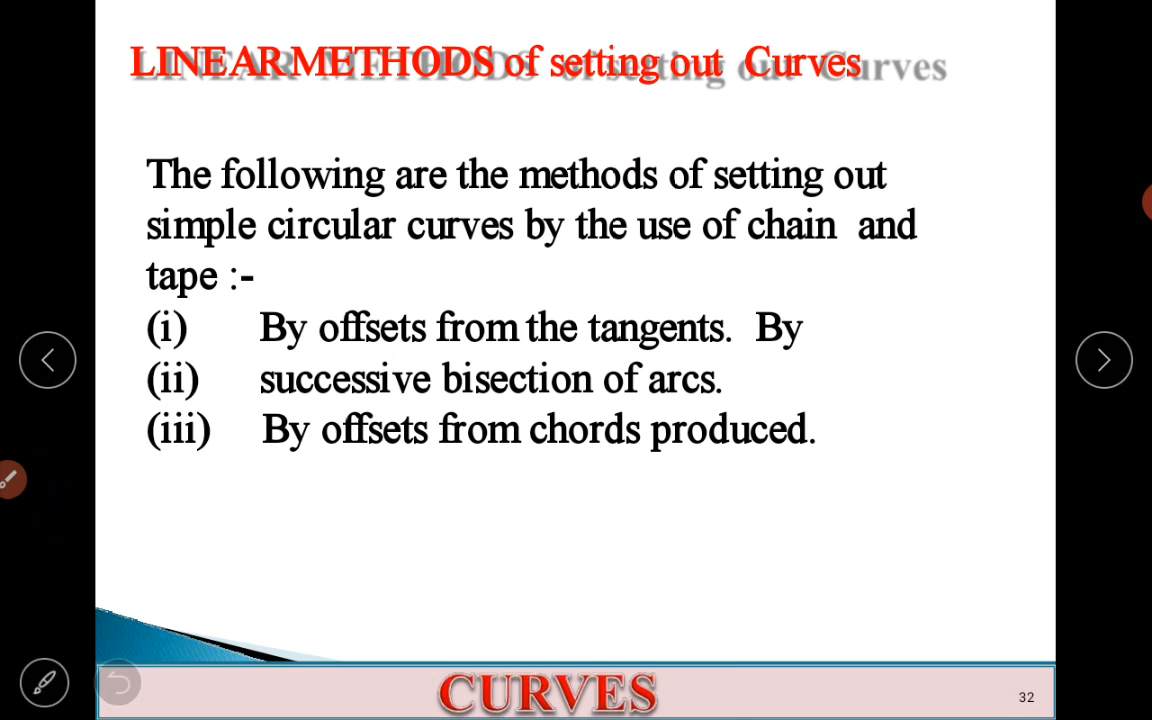 LINEAR METHODS of setting out Curves
The following are the methods of setting out
simple circular curves by the use of chain and
tape :-
(i) By offsets from the tangents. By
(ii) successive bisection of arcs.
(iii) By offsets from chords produced.
CURVES
32